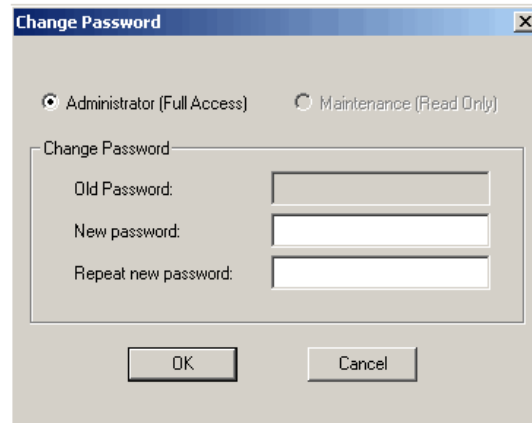 Change Password
Administrator (Full Access) Maintenance (Read Only)
Change Password
Old Password:
New password:
Repeat new password:
OK Cancel